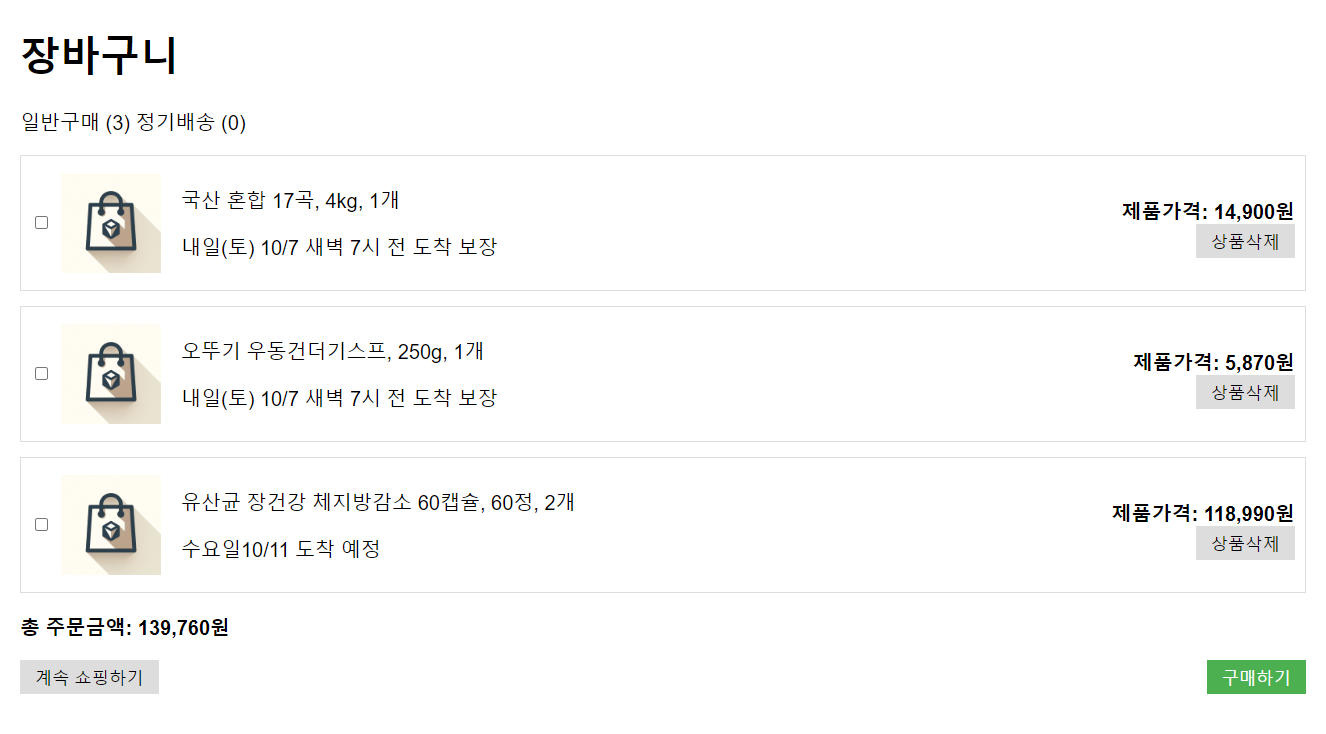 장바구니
일반구매 (3) 정기배송 (0)
국산 혼합 17곡, 4kg, 1개
내일(토) 10/7 새벽 7시 전 도착 보장
제품가격: 14,900원
상품삭제
오뚜기 우동건더기스프, 250g, 1개
내일(토) 10/7 새벽 7시 전 도착 보장
제품가격: 5,870원
상품삭제
유산균 장건강 체지방감소 60캡슐, 60정, 2개
수요일10/11 도착 예정
제품가격: 118,990원
상품삭제
총 주문금액: 139,760원
계속 쇼핑하기
구매하기